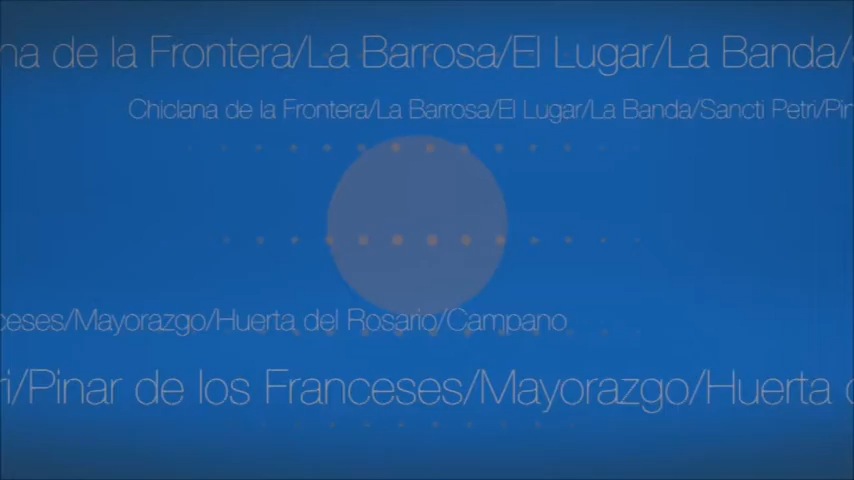 na de la Frontera/La Barrosa/El Lugar/La Banda/
Chiclana de la Frontera/La Barrosa/El Lugar/La Banda/Sancti Petri/Pin
ceses/Mayorazgo/Huerta del Rosario/Campano
ri/Pinar de los Franceses/Mayorazgo/Huerta d